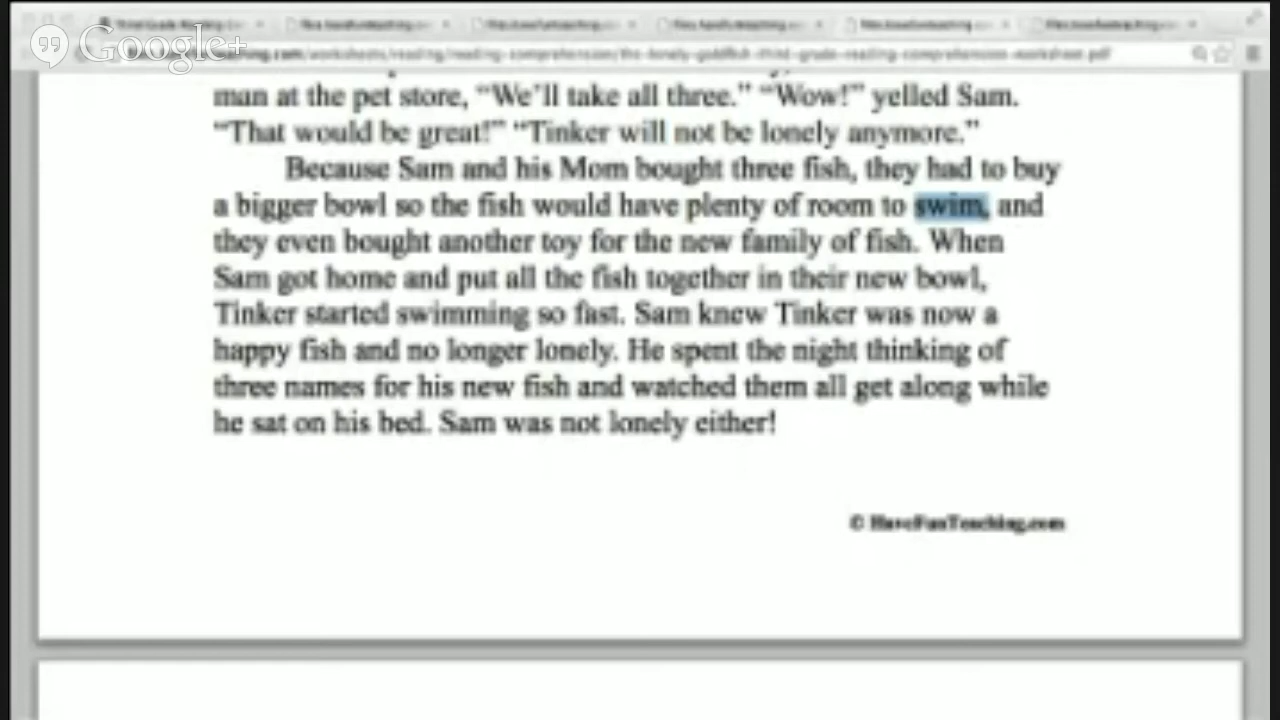 Google+
man at the pet store, “We’ll take all three.” “Wow!” yelled Sam.
“That would be great!” “Tinker will not be lonely anymore.”
Because Sam and his Mom bought three fish, they had to buy
a bigger bowl so the fish would have plenty of room to swim, and
they even bought another toy for the new family of fish. When
Sam got home and put all the fish together in their new bowl,
Tinker started swimming so fast. Sam knew Tinker was now a
happy fish and no longer lonely. He spent the night thinking of
three names for his new fish and watched them all get along while
he sat on his bed. Sam was not lonely either!
© HaveFunTeaching.com